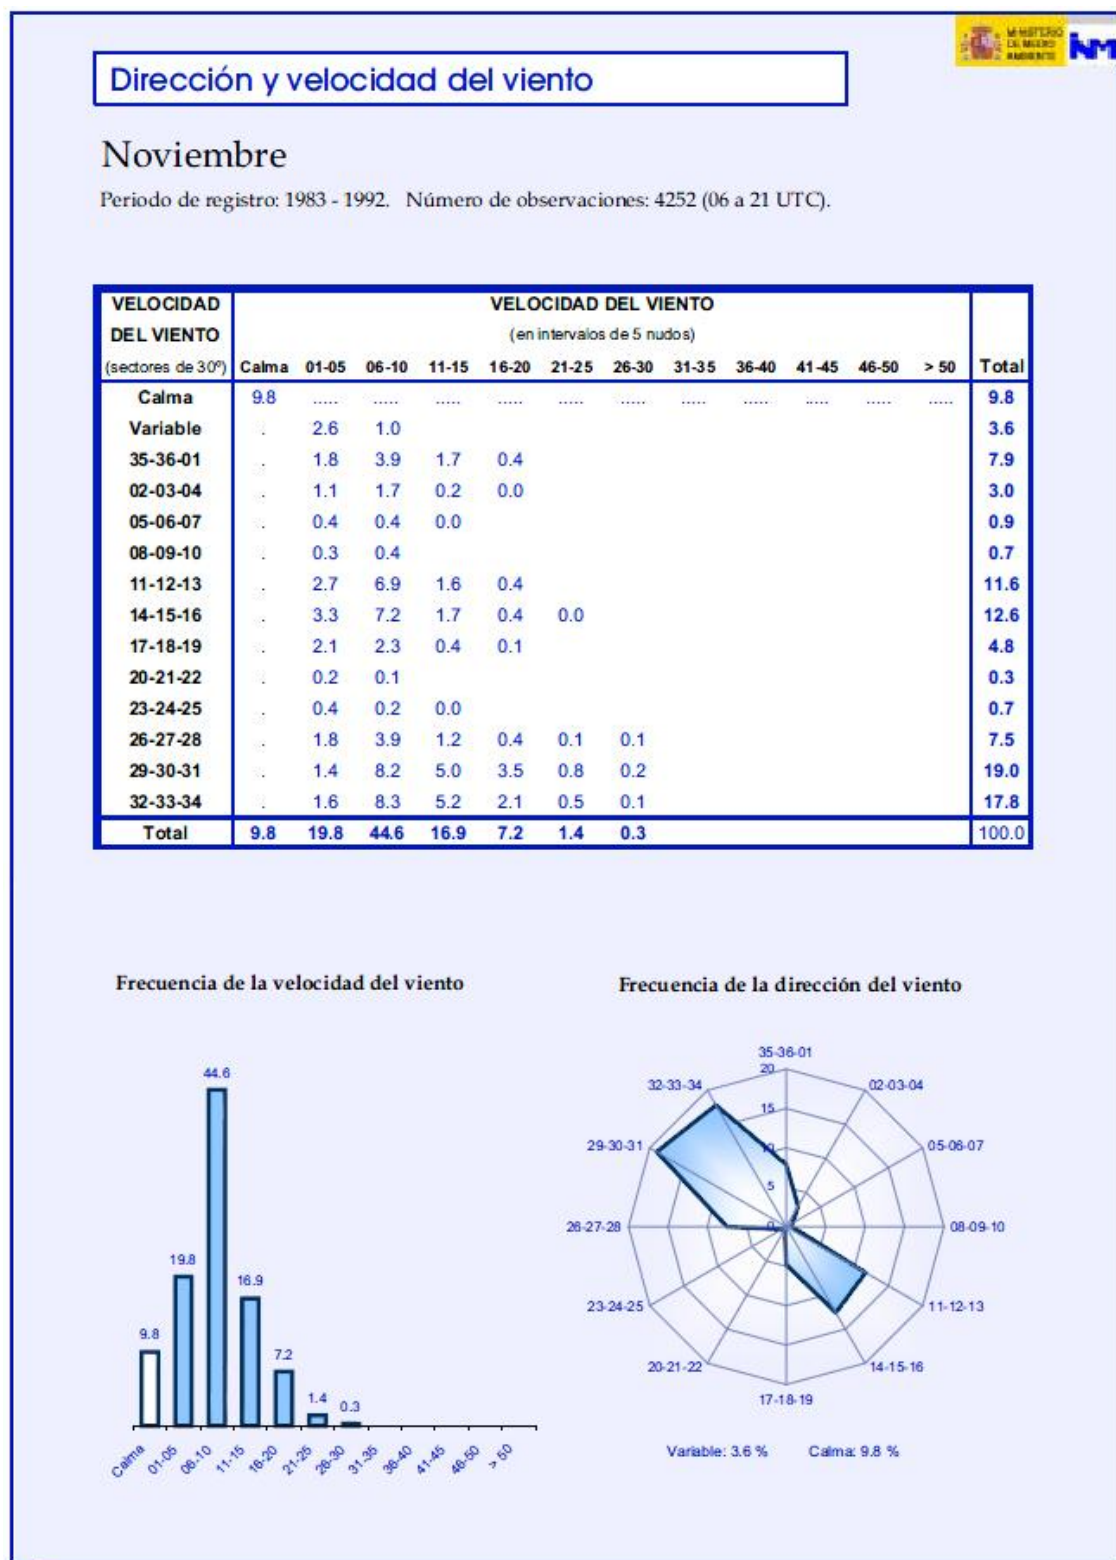 MINISTERIO
DE MEDIO
AMBIENTE
INM
Dirección y velocidad del viento
Noviembre
Periodo de registro: 1983 - 1992. Número de observaciones: 4252 (06 a 21 UTC).
VELOCIDAD VELOCIDAD DEL VIENTO
DEL VIENTO (en intervalos de 5 nudos)
(sectores de 30º) Calma 01-05 06-10 11-15 16-20 21-25 26-30 31-35 36-40 41-45 46-50 > 50 Total
Calma 9.8 ..... ..... ..... ..... ..... ..... ..... ..... ..... ..... ..... 9.8
Variable . 2.6 1.0 3.6
35-36-01 . 1.8 3.9 1.7 0.4 7.9
02-03-04 . 1.1 1.7 0.2 0.0 3.0
05-06-07 . 0.4 0.4 0.0 0.9
08-09-10 . 0.3 0.4 0.7
11-12-13 . 2.7 6.9 1.6 0.4 11.6
14-15-16 . 3.3 7.2 1.7 0.4 0.0 12.6
17-18-19 . 2.1 2.3 0.4 0.1 4.8
20-21-22 . 0.2 0.1 0.3
23-24-25 . 0.4 0.2 0.0 0.7
26-27-28 . 1.8 3.9 1.2 0.4 0.1 0.1 7.5
29-30-31 . 1.4 8.2 5.0 3.5 0.8 0.2 19.0
32-33-34 . 1.6 8.3 5.2 2.1 0.5 0.1 17.8
Total 9.8 19.8 44.6 16.9 7.2 1.4 0.3 100.0
Frecuencia de la velocidad del viento
9.8
19.8
44.6
16.9
7.2
1.4
0.3
Calma 01-05 06-10 11-15 16-20 21-25 26-30 31-35 36-40 41-45 46-50 > 50
Frecuencia de la dirección del viento
35-36-01
02-03-04
05-06-07
08-09-10
11-12-13
14-15-16
17-18-19
20-21-22
23-24-25
26-27-28
29-30-31
32-33-34
20
15
10
5
0
Variable: 3.6 % Calma: 9.8 %